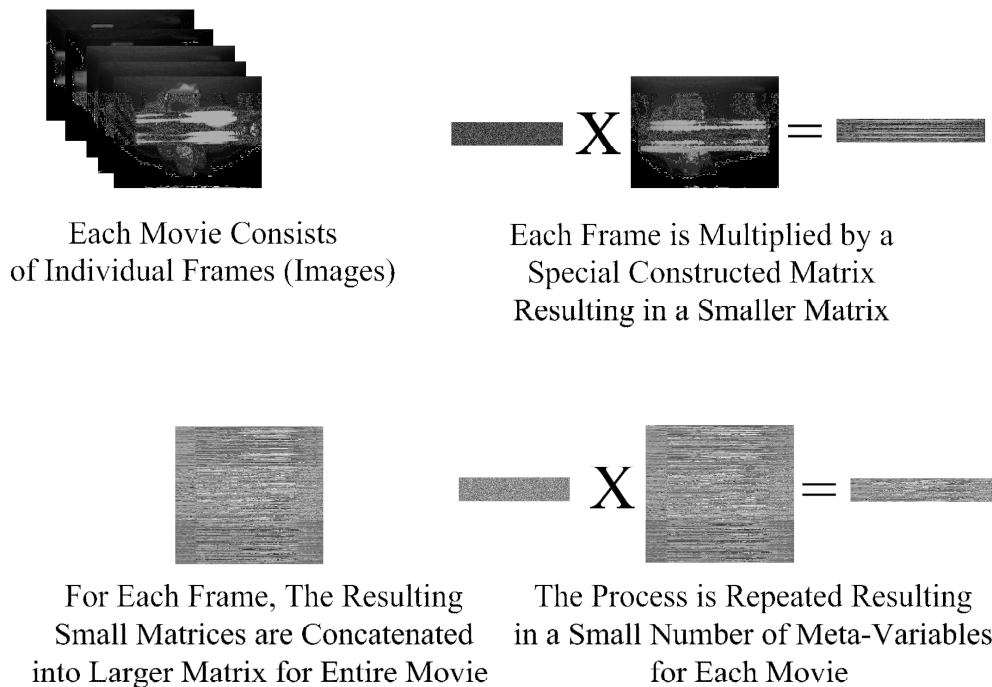 Each Movie Consists
of Individual Frames (Images)
X
=
Each Frame is Multiplied by a
Special Constructed Matrix
Resulting in a Smaller Matrix
For Each Frame, The Resulting
Small Matrices are Concatenated
into Larger Matrix for Entire Movie
X
=
The Process is Repeated Resulting
in a Small Number of Meta-Variables
for Each Movie